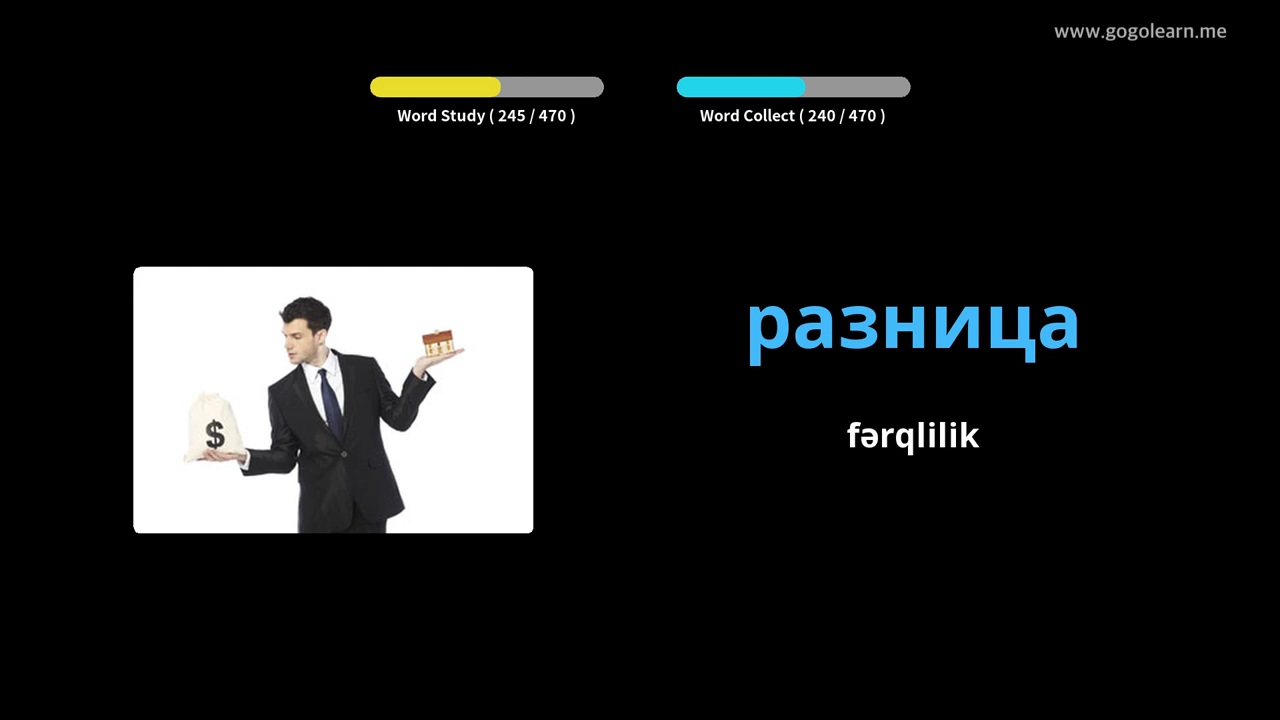 www.gogolearn.me
Word Study ( 245 / 470 )
Word Collect ( 240 / 470 )
разница
$
fərqlilik